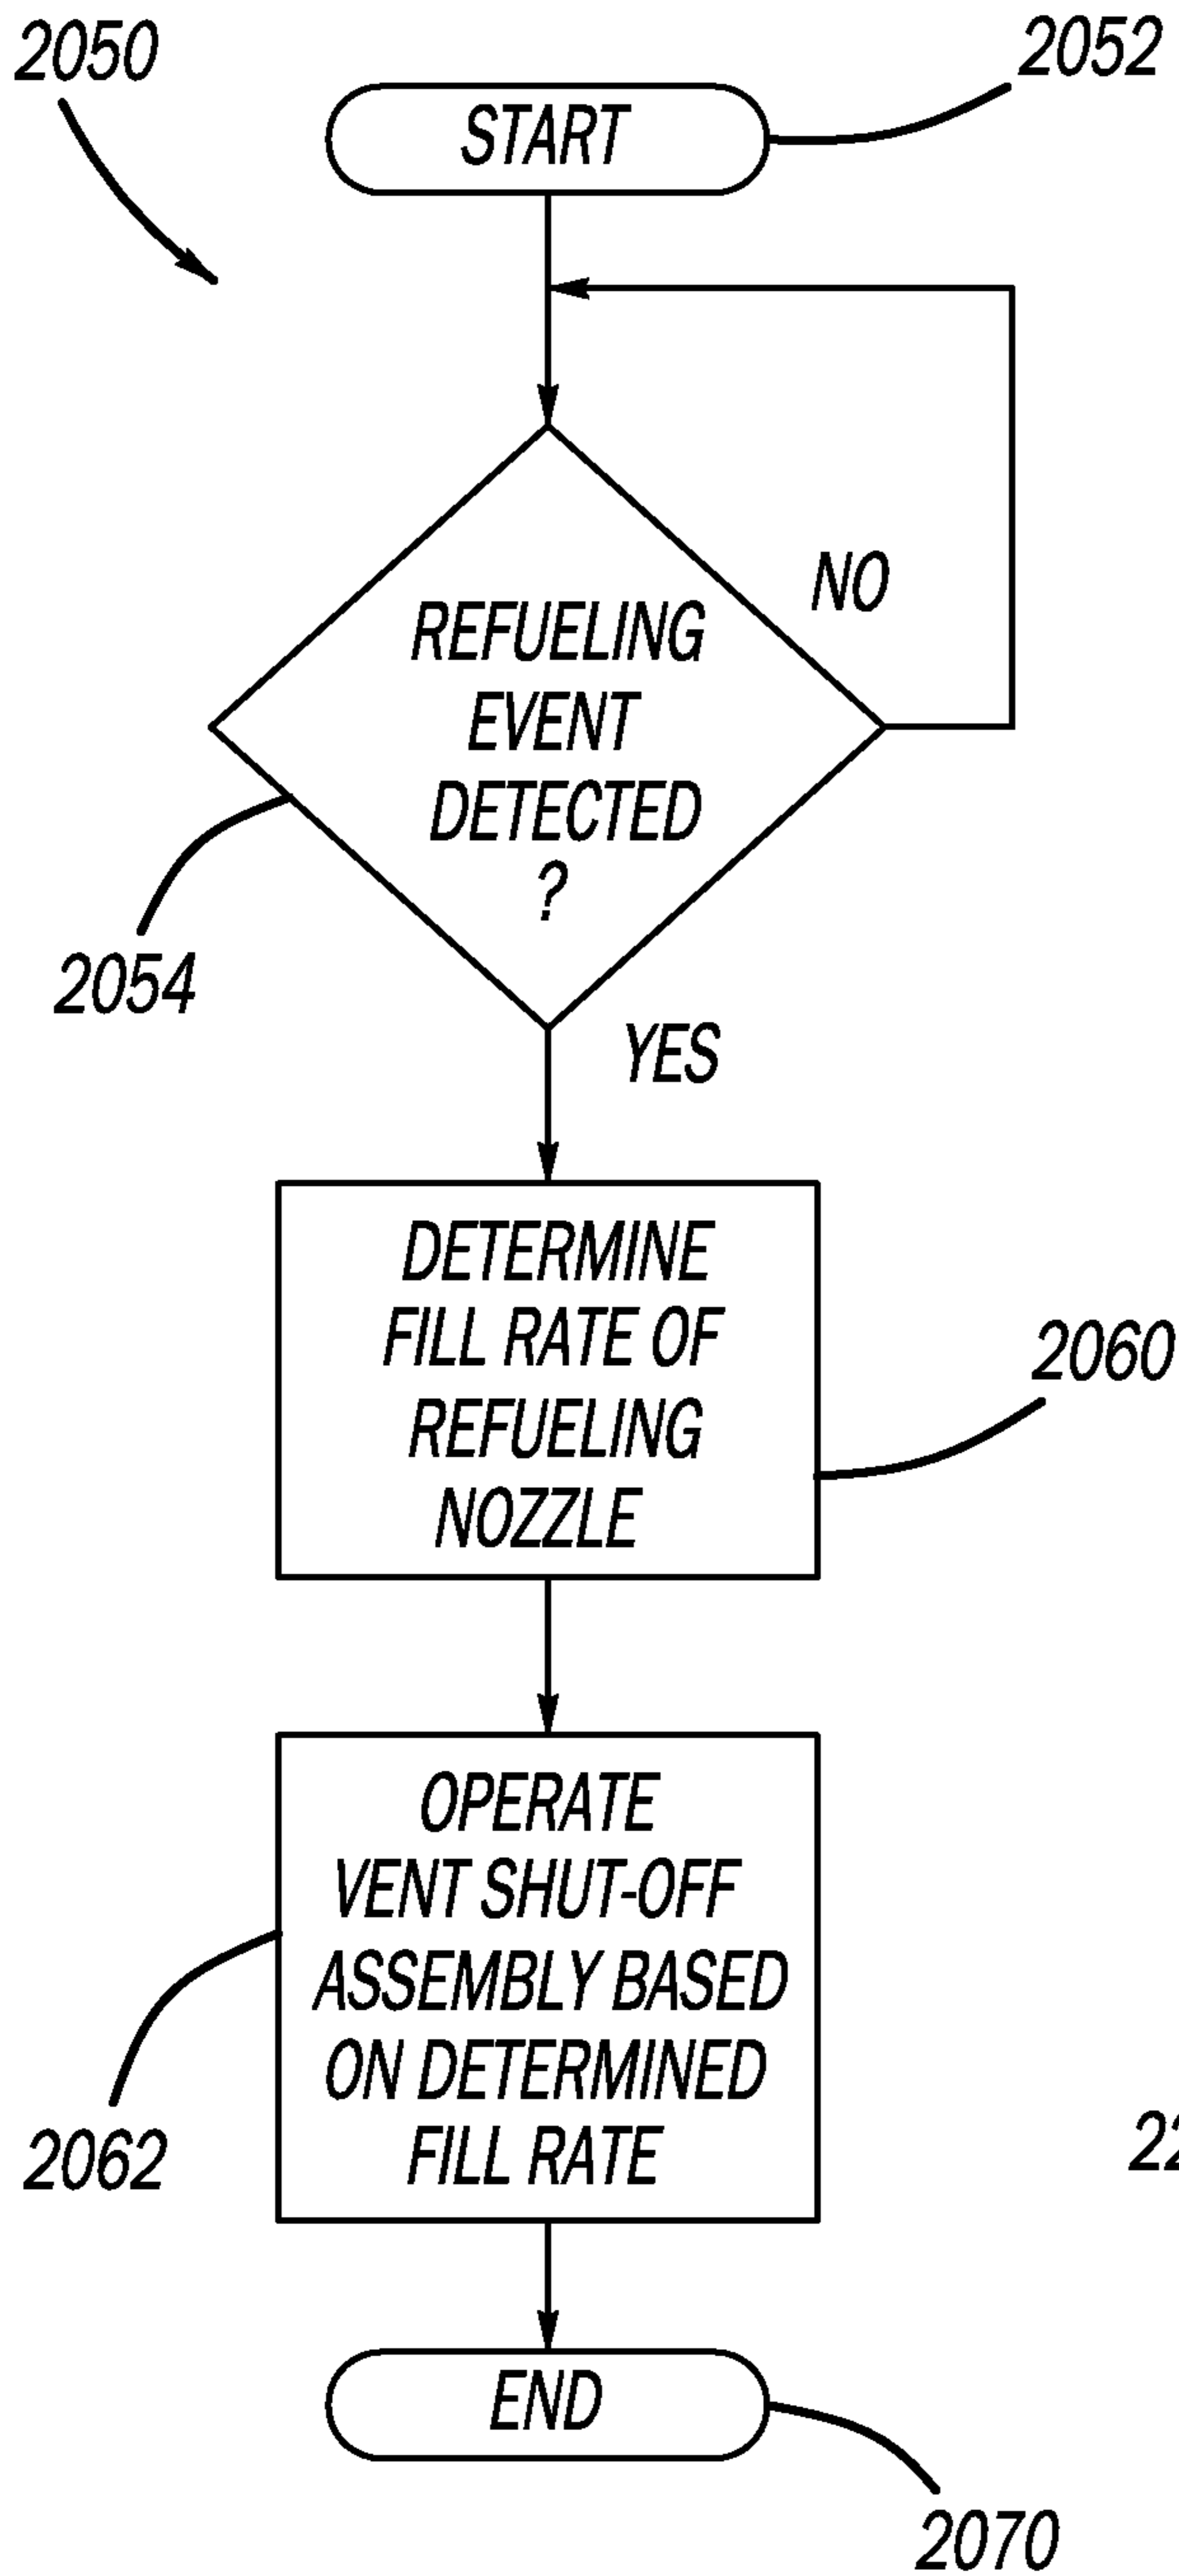 2050
2052
START
NO
REFUELING
EVENT
DETECTED
?
2054
YES
DETERMINE
FILL RATE OF
REFUELING
NOZZLE
2060
OPERATE
VENT SHUT-OFF
ASSEMBLY BASED
ON DETERMINED
FILL RATE
2062
END
2070